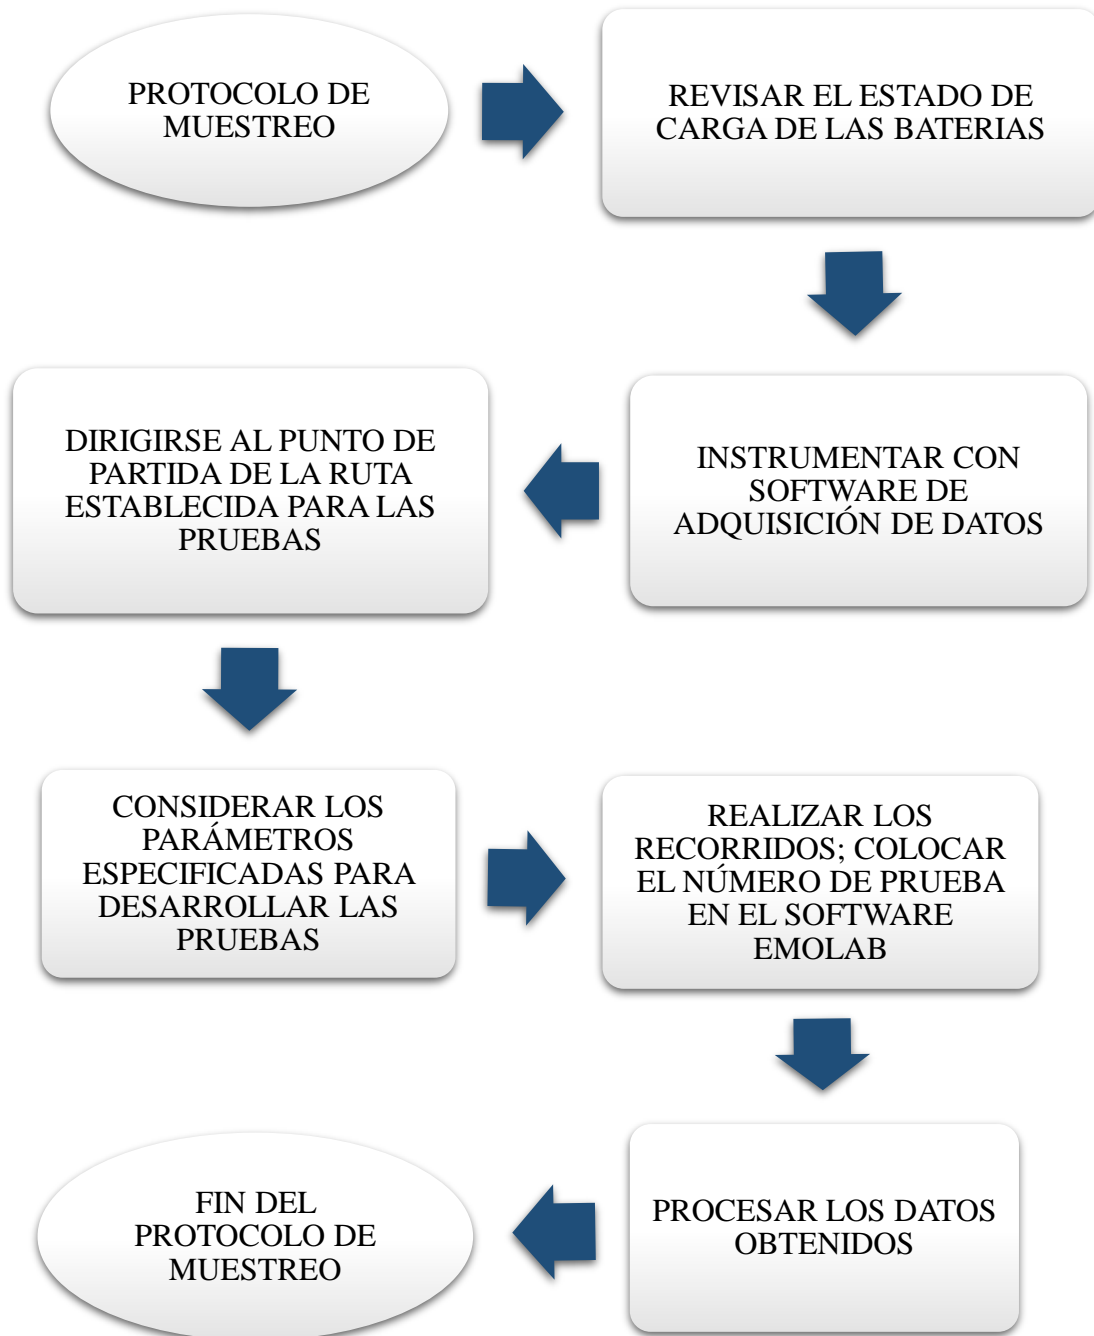 PROTOCOLO DE
MUESTREO
REVISAR EL ESTADO DE
CARGA DE LAS BATERIAS
INSTRUMENTAR CON
SOFTWARE DE
ADQUISICIÓN DE DATOS
DIRIGIRSE AL PUNTO DE
PARTIDA DE LA RUTA
ESTABLECIDA PARA LAS
PRUEBAS
CONSIDERAR LOS
PARÁMETROS
ESPECIFICADAS PARA
DESARROLLAR LAS
PRUEBAS
REALIZAR LOS
RECORRIDOS; COLOCAR
EL NÚMERO DE PRUEBA
EN EL SOFTWARE
EMOLAB
PROCESAR LOS DATOS
OBTENIDOS
FIN DEL
PROTOCOLO DE
MUESTREO